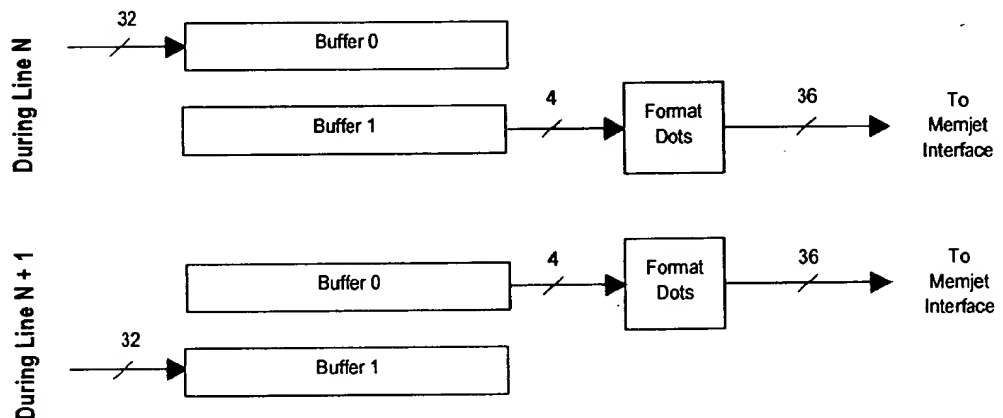 During Line N
32
Buffer 0
Buffer 1
4
Format
Dots
36
To
Memjet
Interface
During Line N + 1
Buffer 0
4
Format
Dots
36
To
Memjet
Interface
32
Buffer 1